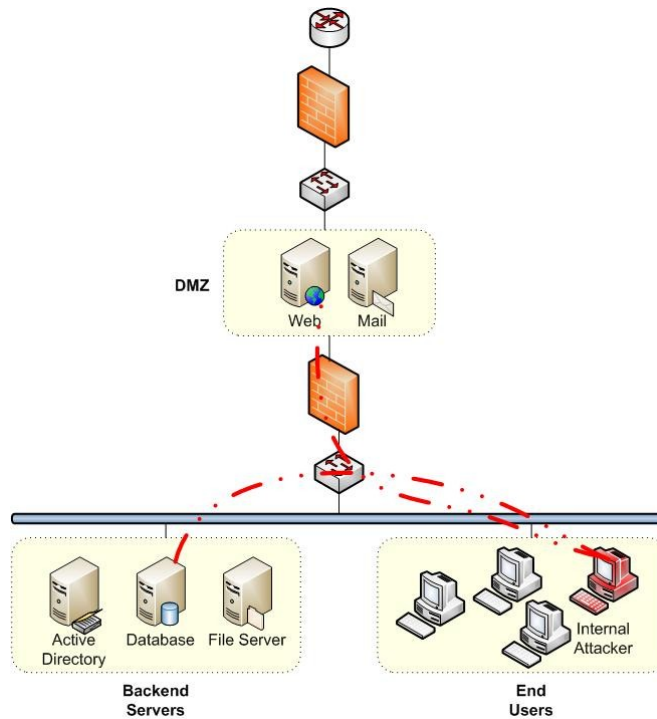 DMZ
Web
Mail
Active
Directory
Database
File Server
Internal
Attacker
Backend
Servers
End
Users